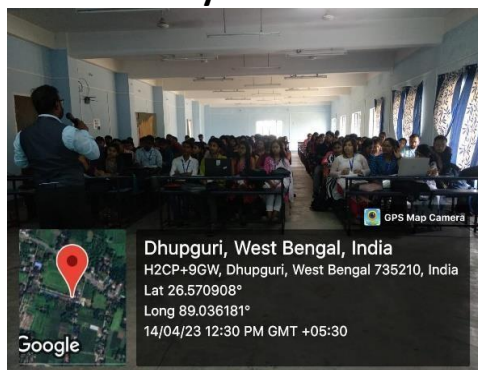 GPS Map Camera
Dhupguri, West Bengal, India
H2CP+9GW, Dhupguri, West Bengal 735210, India
Lat 26.570908°
Long 89.036181°
14/04/23 12:30 PM GMT +05:30
Google